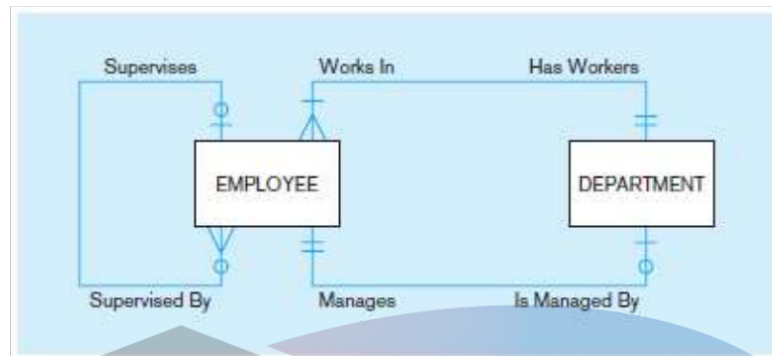 Supervises Works In Has Workers
EMPLOYEE DEPARTMENT
Supervised By Manages Is Managed By